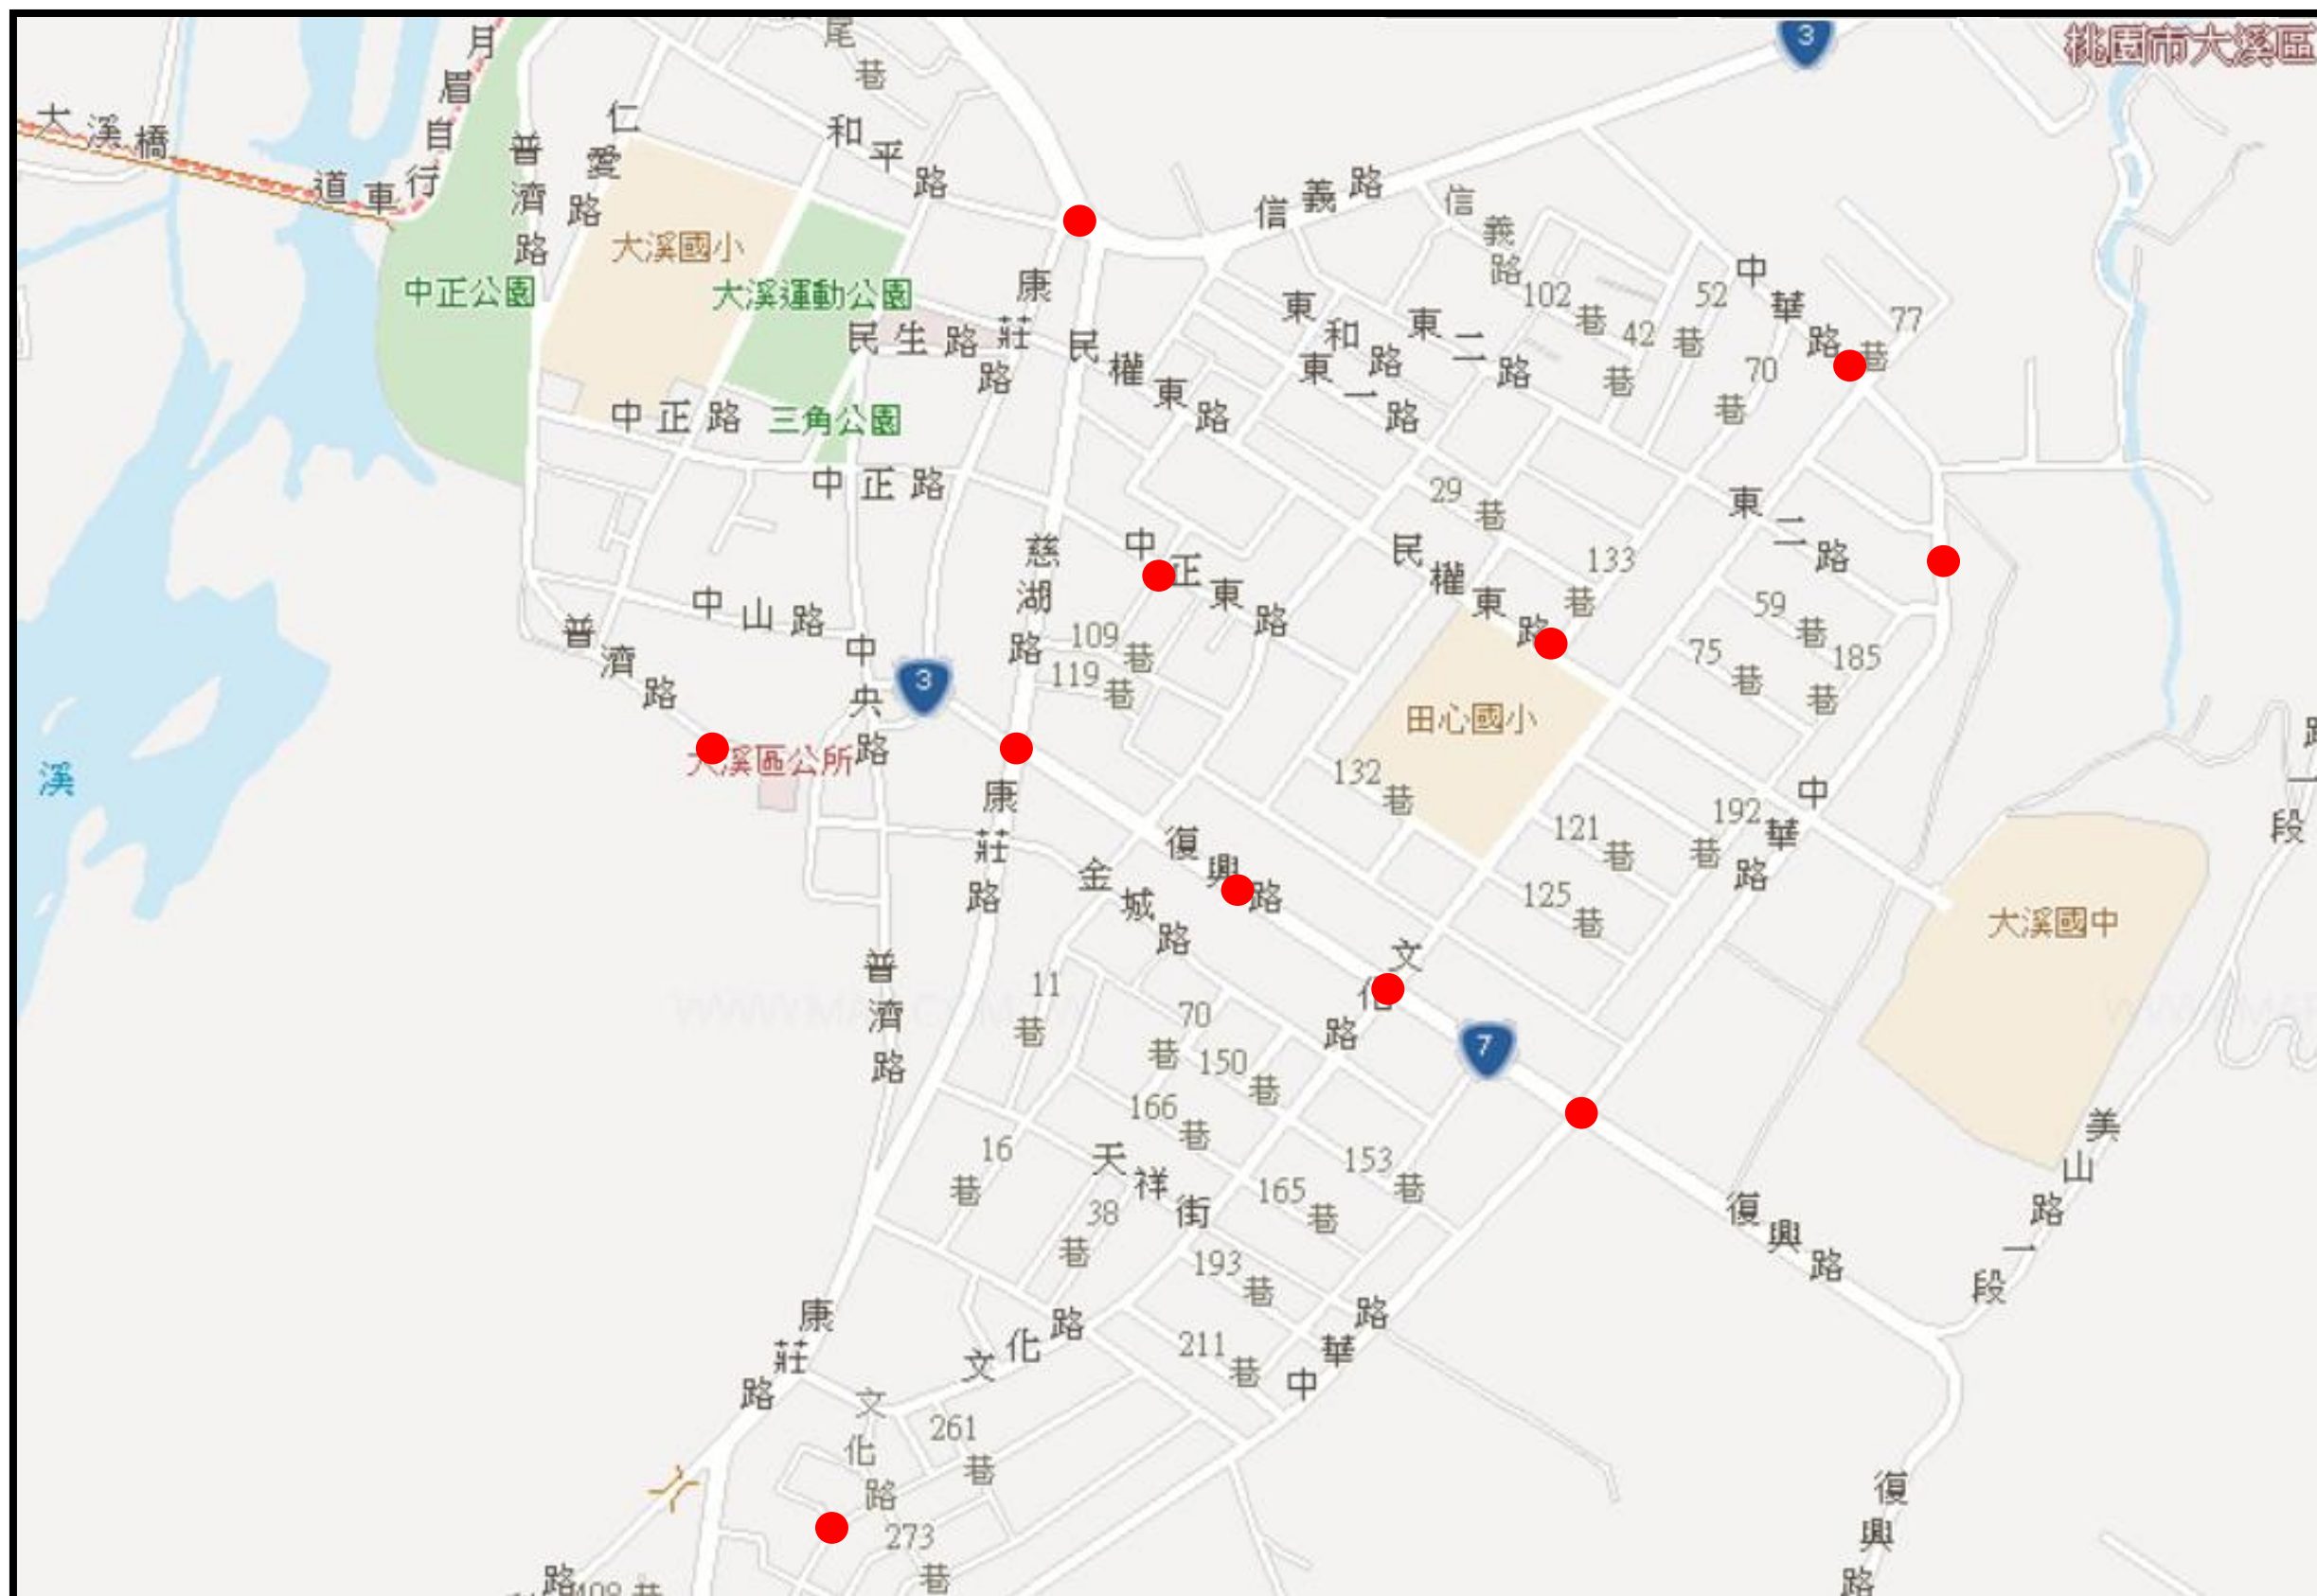 桃園市大溪區
3
月眉自行車道
大溪橋
尾巷
仁愛路
和平路
普濟路
信義路
信義路
大溪國小
中正公園
大溪運動公園
康莊路
民生路
民權東路
東和路
東一路
東二路
102巷
42巷
52巷
中華路
77巷
70巷
中正路
三角公園
中正路
29巷
東二路
慈湖路
中正東路
民權東路
133巷
中山路
中央路
普濟路
109巷
119巷
59巷
75巷
185巷
3
大溪區公所
田心國小
溪
132巷
康莊路
復興路
金城路
121巷
192巷
中華路
125巷
大溪國中
路一段
文化路
普濟路
11巷
70巷
150巷
7
166巷
16巷
天祥街
38巷
153巷
165巷
193巷
美山路一段
復興路
康莊路
文化路
211巷
中華路
文化路
261巷
273巷
復興路
路
408巷